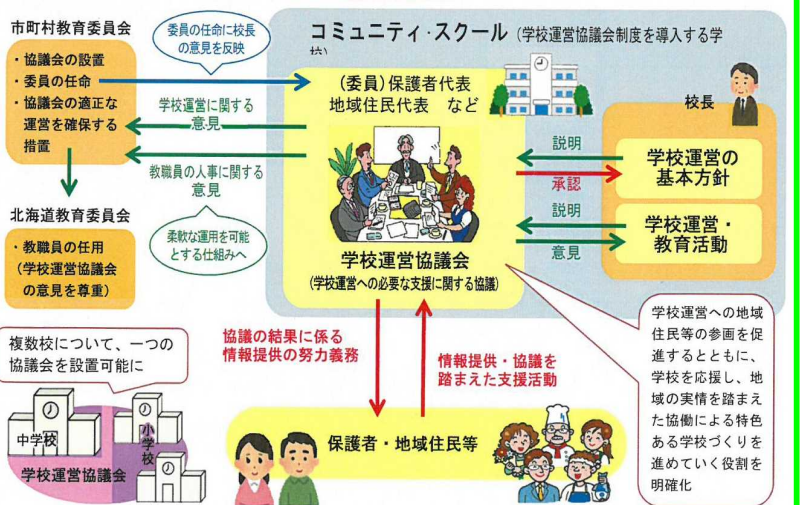 市町村教育委員会
・協議会の設置
・委員の任命
・協議会の適正な
運営を確保する
措置
北海道教育委員会
・教職員の任用
(学校運営協議会
の意見を尊重)
委員の任命に校長
の意見を反映
学校運営に関する
意見
教職員の人事に関する
意見
柔軟な運用を可能
とする仕組みへ
コミュニティ・スクール(学校運営協議会制度を導入する学
校)
(委員)保護者代表
地域住民代表 など
学校運営協議会
(学校運営への必要な支援に関する協議)
説明
承認
説明
意見
校長
学校運営の
基本方針
学校運営・
教育活動
協議の結果に係る
情報提供の努力義務
情報提供・協議を
踏まえた支援活動
保護者・地域住民等
学校運営への地域
住民等の参画を促
進するとともに、
学校を応援し、地
域の実情を踏まえ
た協働による特色
ある学校づくりを
進めていく役割を
明確化
複数校について、一つの
協議会を設置可能に
中学校
小学校
学校運営協議会